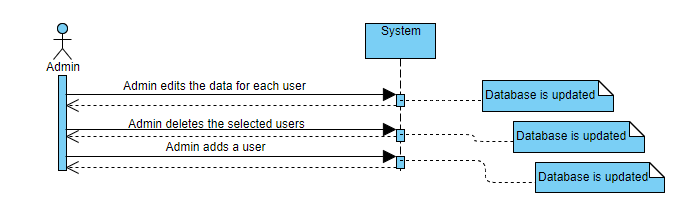 System
Admin
Admin edits the data for each user
Database is updated
Admin deletes the selected users
Database is updated
Admin adds a user
Database is updated